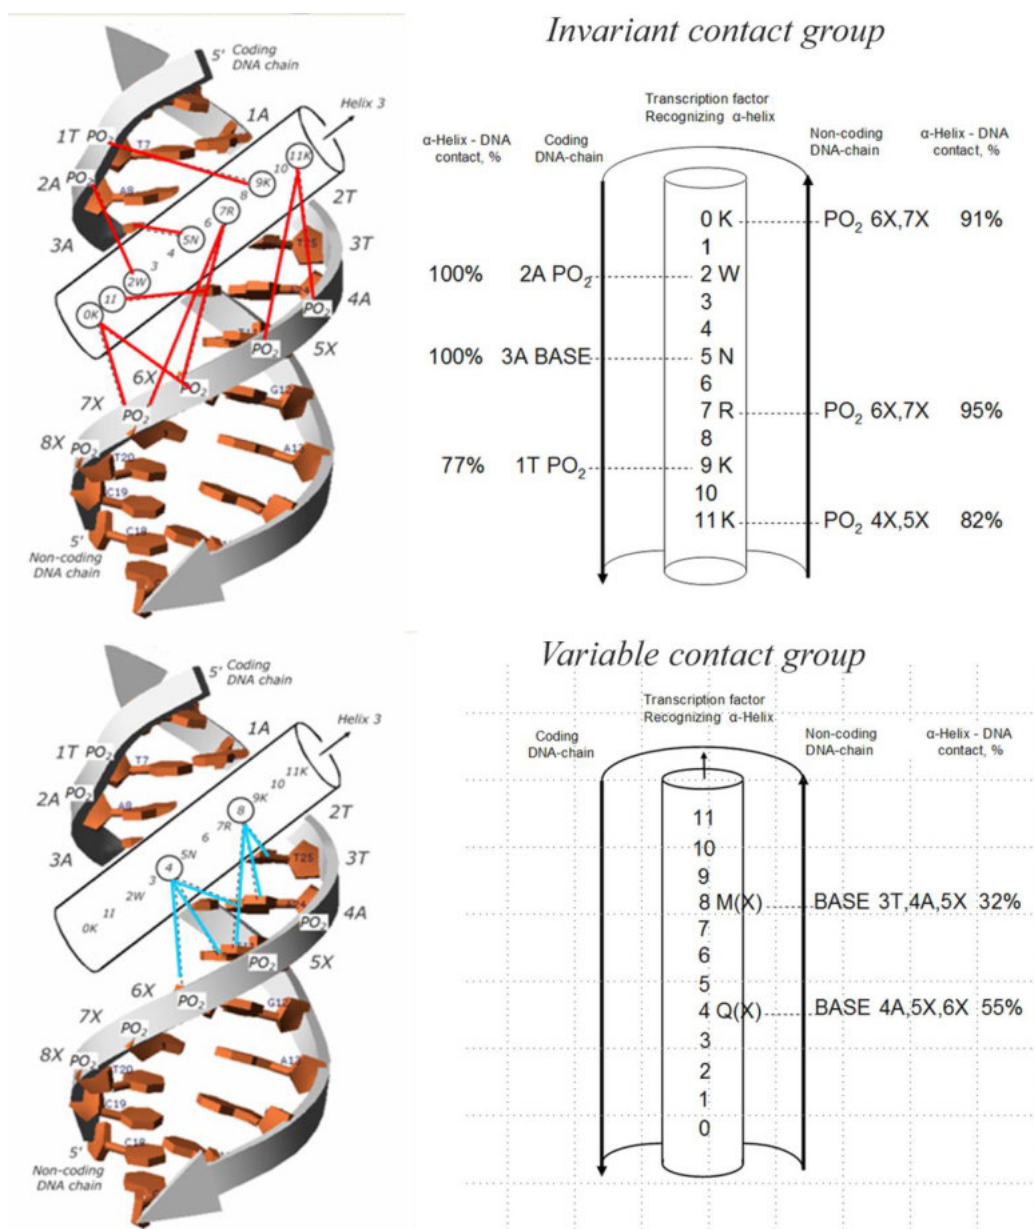 Invariant contact group
5' Coding
DNA chain
Helix 3
1A
1T PO2
T7
11K
10
9K
8
2A
PO2
A8
7R
2T
6
5N
4
3T
T25
3A
3
2W
4A
1I
0K
PO2
PO2
5X
6X
PO2
G12
7X
PO2
8X
PO2
T20
A13
C19
C18
5'
Non-coding
DNA chain
Transcription factor
Recognizing α-helix
α-Helix - DNA
contact, %
Coding
DNA-chain
Non-coding
DNA-chain
α-Helix - DNA
contact, %
0 K PO2 6X,7X 91%
1
100% 2A PO2 2 W
3
4
100% 3A BASE 5 N
6
7 R PO2 6X,7X 95%
8
77% 1T PO2 9 K
10
11 K PO2 4X,5X 82%
Variable contact group
5' Coding
DNA chain
Helix 3
1A
1T PO2
T7
11K
10
9K
8
2A PO2
A8
7R
2T
6
5N
4
3T
T25
3A
3
2W
4A
1I
PO2
0K
PO2
5X
6X
PO2
G12
7X
PO2
8X
PO2
T20
A13
C19
C18
5'
Non-coding
DNA chain
Transcription factor
Recognizing α-Helix
Coding
DNA-chain
Non-coding
DNA-chain
α-Helix - DNA
contact, %
11
10
9
8 M(X) BASE 3T,4A,5X 32%
7
6
5
4 Q(X) BASE 4A,5X,6X 55%
3
2
1
0